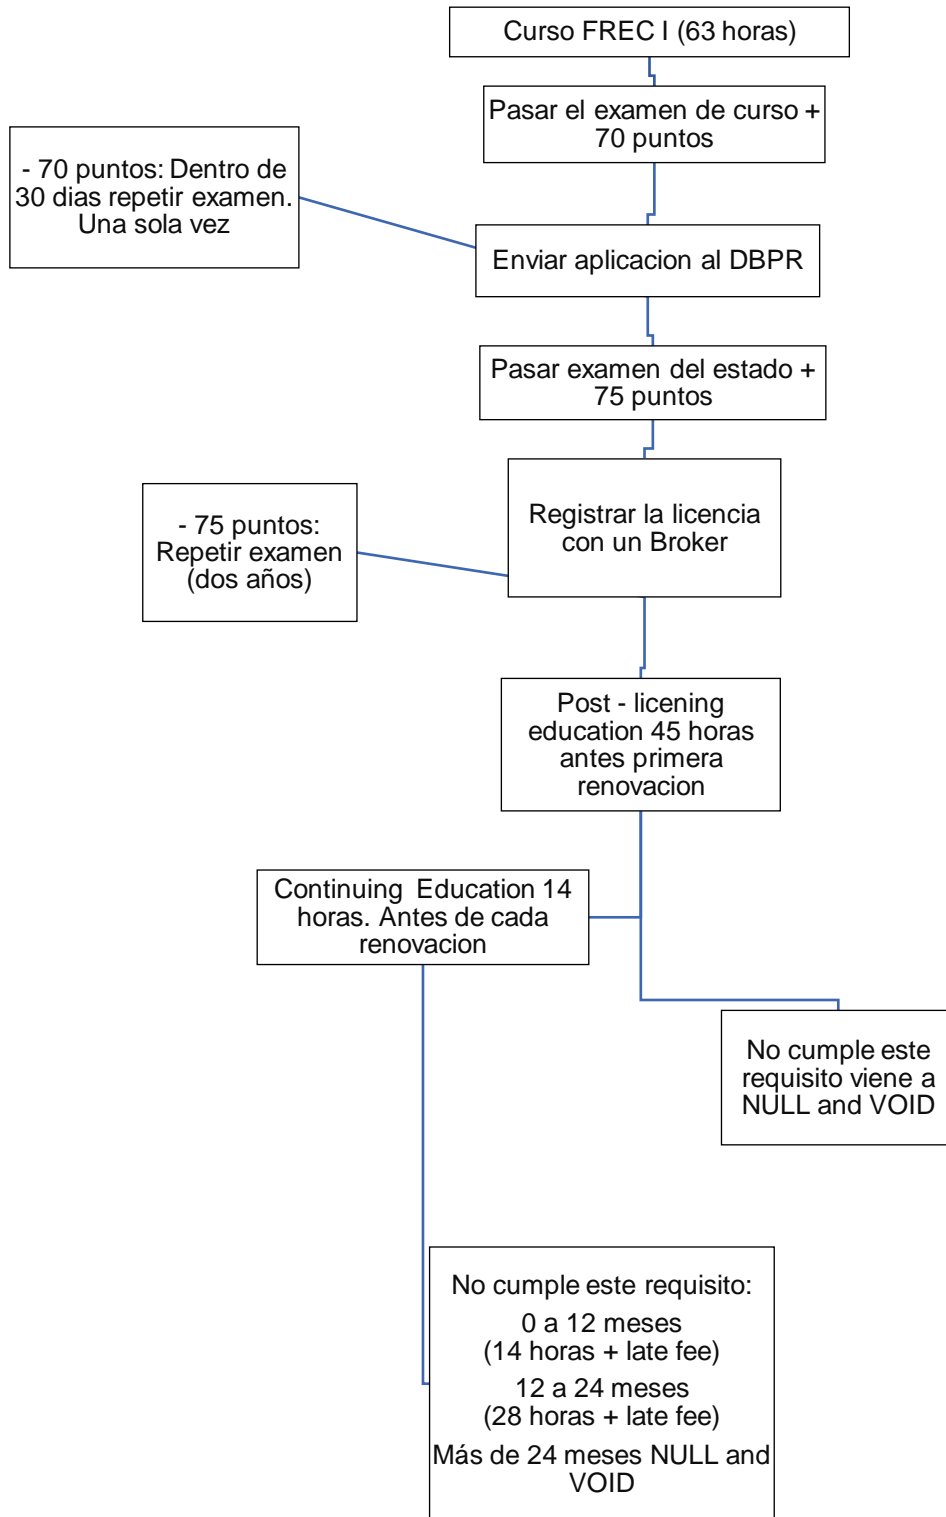 Curso FREC I (63 horas)
Pasar el examen de curso +
70 puntos
- 70 puntos: Dentro de
30 dias repetir examen.
Una sola vez
Enviar aplicacion al DBPR
Pasar examen del estado +
75 puntos
Registrar la licencia
con un Broker
- 75 puntos:
Repetir examen
(dos años)
Post - licening
education 45 horas
antes primera
renovacion
Continuing Education 14
horas. Antes de cada
renovacion
No cumple este
requisito viene a
NULL and VOID
No cumple este requisito:
0 a 12 meses
(14 horas + late fee)
12 a 24 meses
(28 horas + late fee)
Más de 24 meses NULL and
VOID